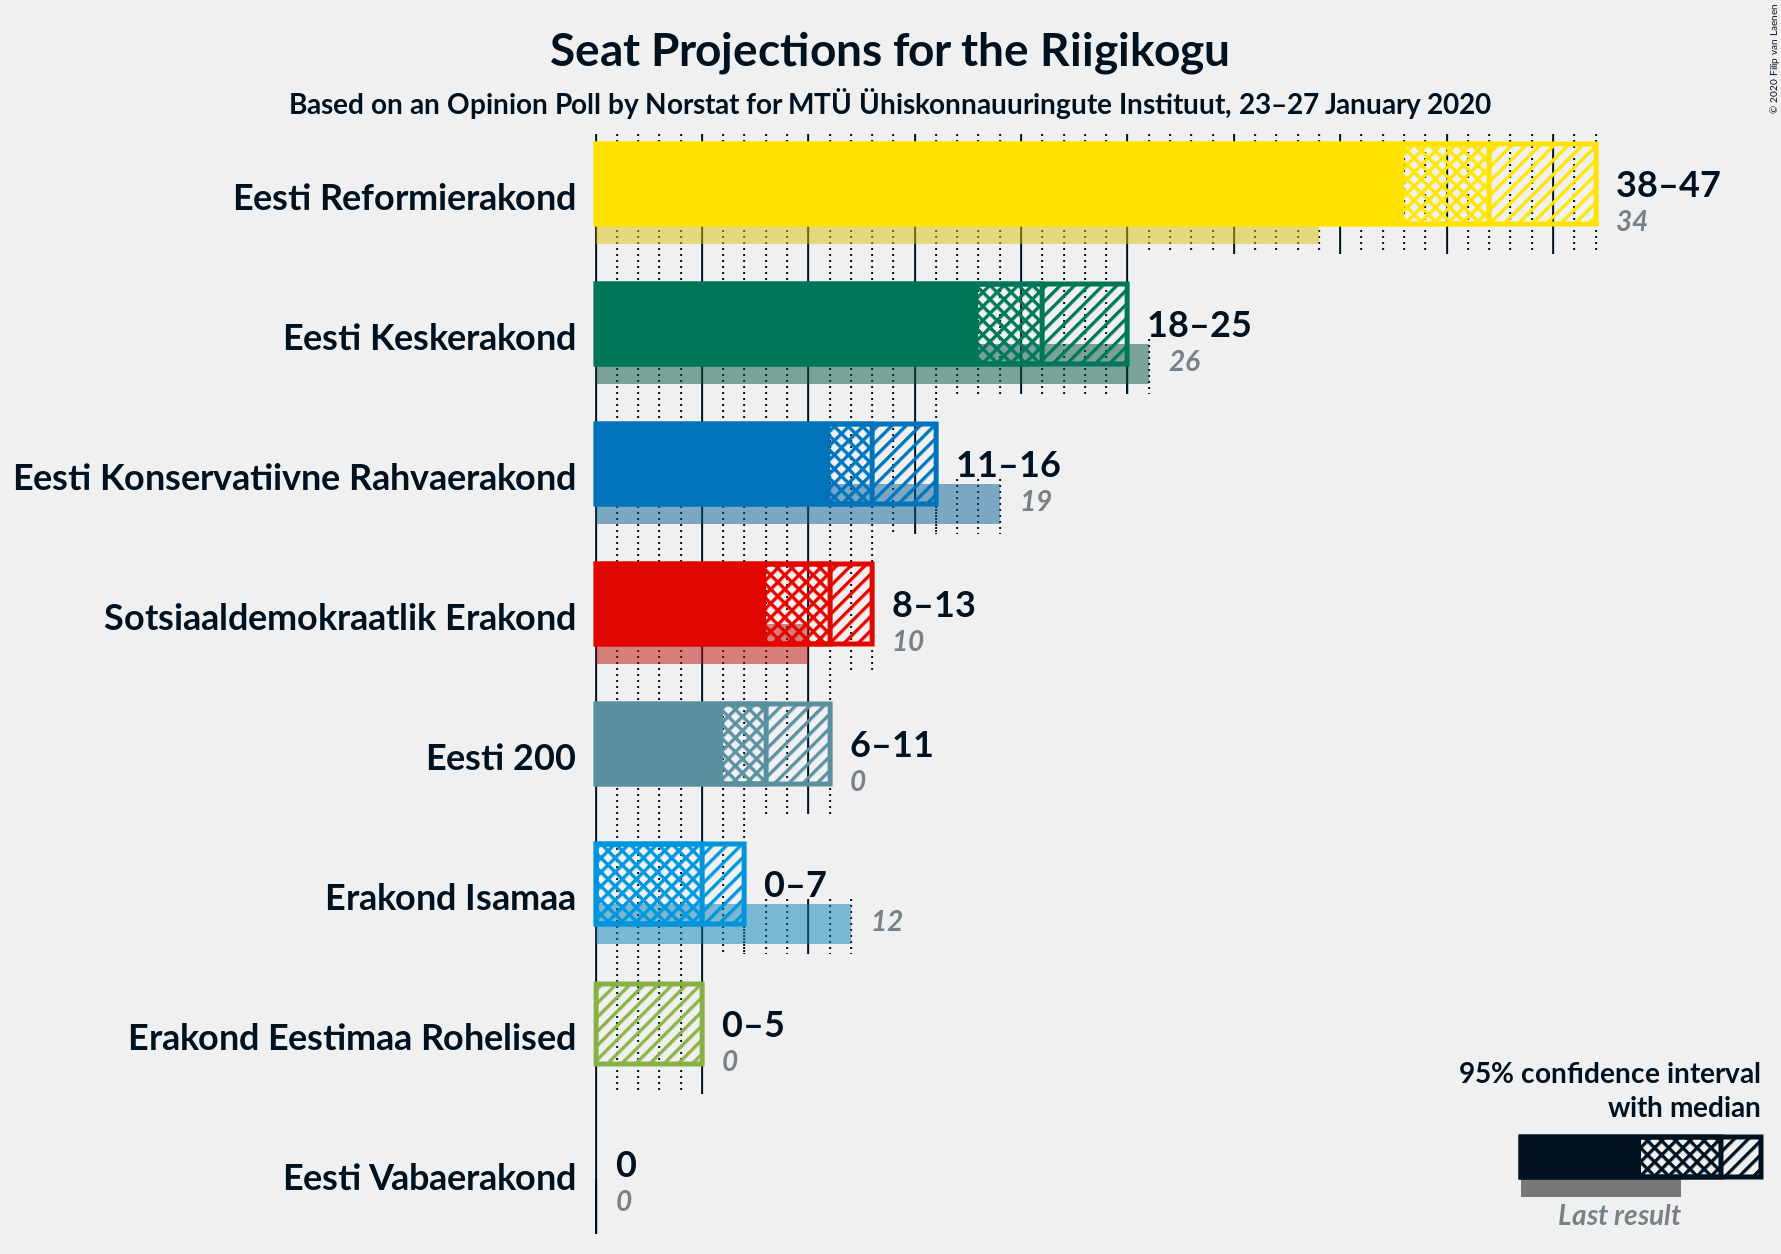 Seat Projections for the Riigikogu
Based on an Opinion Poll by Norstat for MTÜ Ühiskonnauuringute Instituut, 23–27 January 2020
© 2020 Filip van Laenen
Eesti Reformierakond
38–47
34
Eesti Keskerakond
18–25
26
Eesti Konservatiivne Rahvaerakond
11–16
19
Sotsiaaldemokraatlik Erakond
8–13
10
Eesti 200
6–11
0
Erakond Isamaa
0–7
12
Erakond Eestimaa Rohelised
0–5
0
Eesti Vabaerakond
0
0
95% confidence interval
with median
Last result